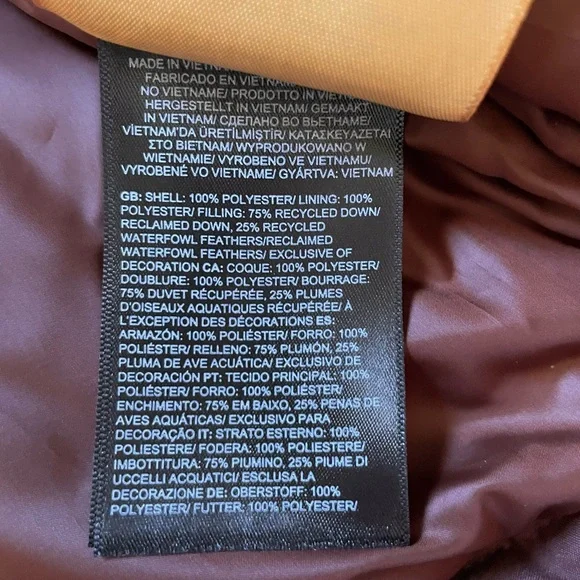 MADE IN VIETNAM
FABRICADO EN VIETNAM
NO VIETNAME/ PRODOTTO IN VIETNAM/
HERGESTELLT IN VIETNAM/ GEMAAKT
IN VIETNAM/ СДЕЛАНО ВО ВЬЕТНАМЕ/
VİETNAM'DA ÜRETİLMİŞTİR/ ΚΑΤΑΣΚΕΥΑΖΕΤΑΙ
ΣΤΟ ΒΙΕΤΝΑΜ/ WYPRODUKOWANO W
WIETNAMIE/ VYROBENO VE VIETNAMU/
VYROBENÉ VO VIETNAME/ GYÁRTVA: VIETNAM
GB: SHELL: 100% POLYESTER/ LINING: 100%
POLYESTER/ FILLING: 75% RECYCLED DOWN/
RECLAIMED DOWN, 25% RECYCLED
WATERFOWL FEATHERS/RECLAIMED
WATERFOWL FEATHERS/ EXCLUSIVE OF
DECORATION CA: COQUE: 100% POLYESTER/
DOUBLURE: 100% POLYESTER/ BOURRAGE:
75% DUVET RÉCUPÉRÉE, 25% PLUMES
D'OISEAUX AQUATIQUES RÉCUPÉRÉE/ À
L'EXCEPTION DES DÉCORATIONS ES:
ARMAZÓN: 100% POLIÉSTER/ FORRO: 100%
POLIÉSTER/ RELLENO: 75% PLUMÓN, 25%
PLUMA DE AVE ACUÁTICA/ EXCLUSIVO DE
DECORACIÓN PT: TECIDO PRINCIPAL: 100%
POLIÉSTER/ FORRO: 100% POLIÉSTER/
ENCHIMENTO: 75% EM BAIXO, 25% PENAS DE
AVES AQUÁTICAS/ EXCLUSIVO PARA
DECORAÇÃO IT: STRATO ESTERNO: 100%
POLIESTERE/ FODERA: 100% POLIESTERE/
IMBOTTITURA: 75% PIUMINO, 25% PIUME DI
UCCELLI ACQUATICI/ ESCLUSA LA
DECORAZIONE DE: OBERSTOFF: 100%
POLYESTER/ FUTTER: 100% POLYESTER/